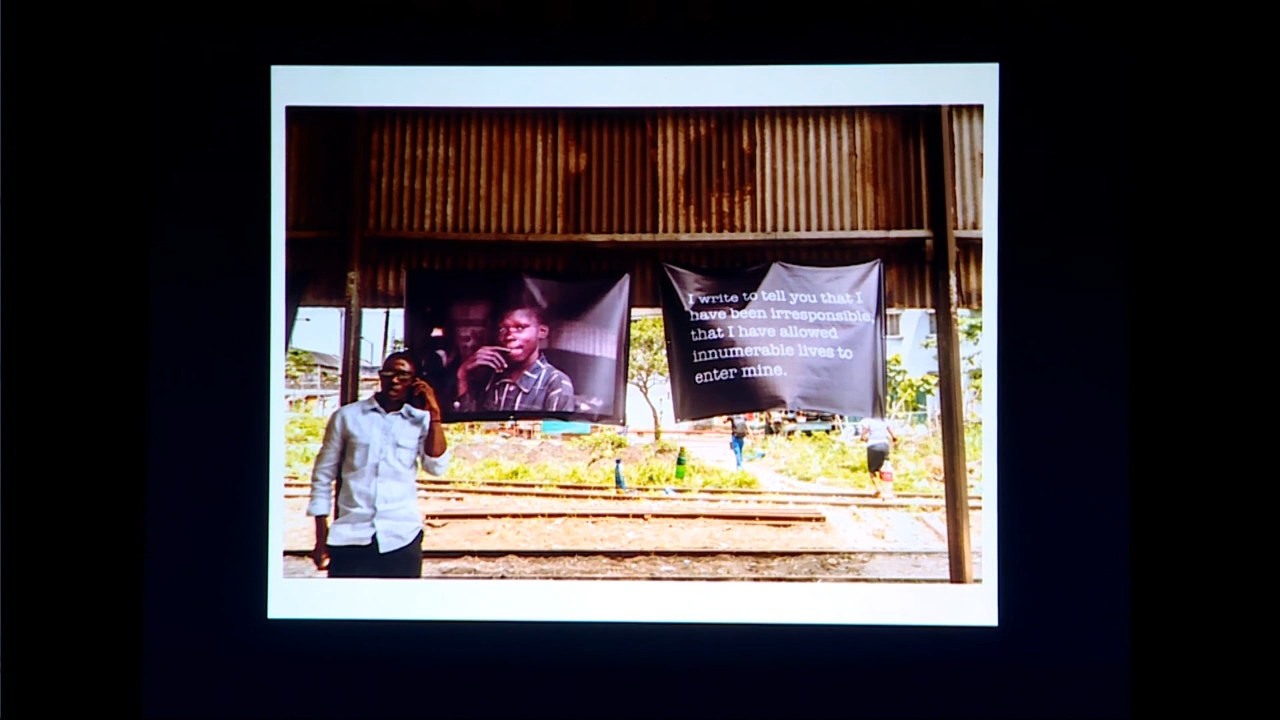 I write to tell you that I
have been irresponsible,
that I have allowed
innumerable lives to
enter mine.